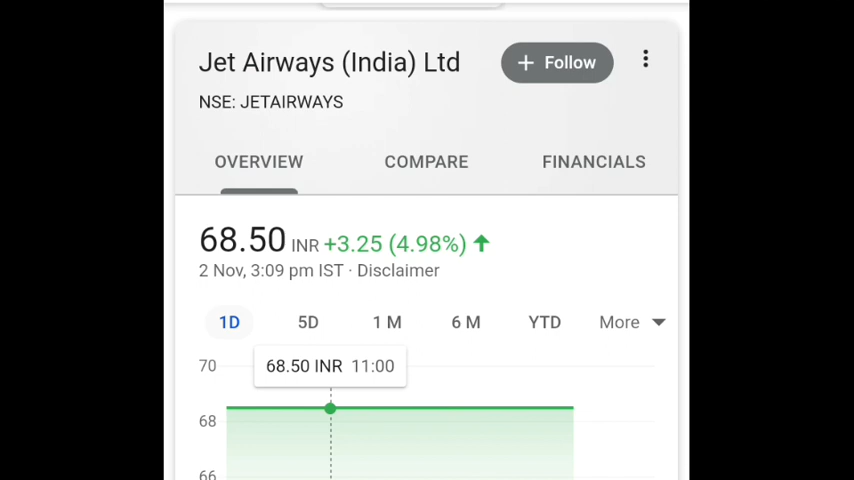 Jet Airways (India) Ltd
+ Follow
NSE: JETAIRWAYS
OVERVIEW COMPARE FINANCIALS
68.50 INR +3.25 (4.98%)
2 Nov, 3:09 pm IST · Disclaimer
1D 5D 1 M 6 M YTD More
70
68.50 INR 11:00
68
66